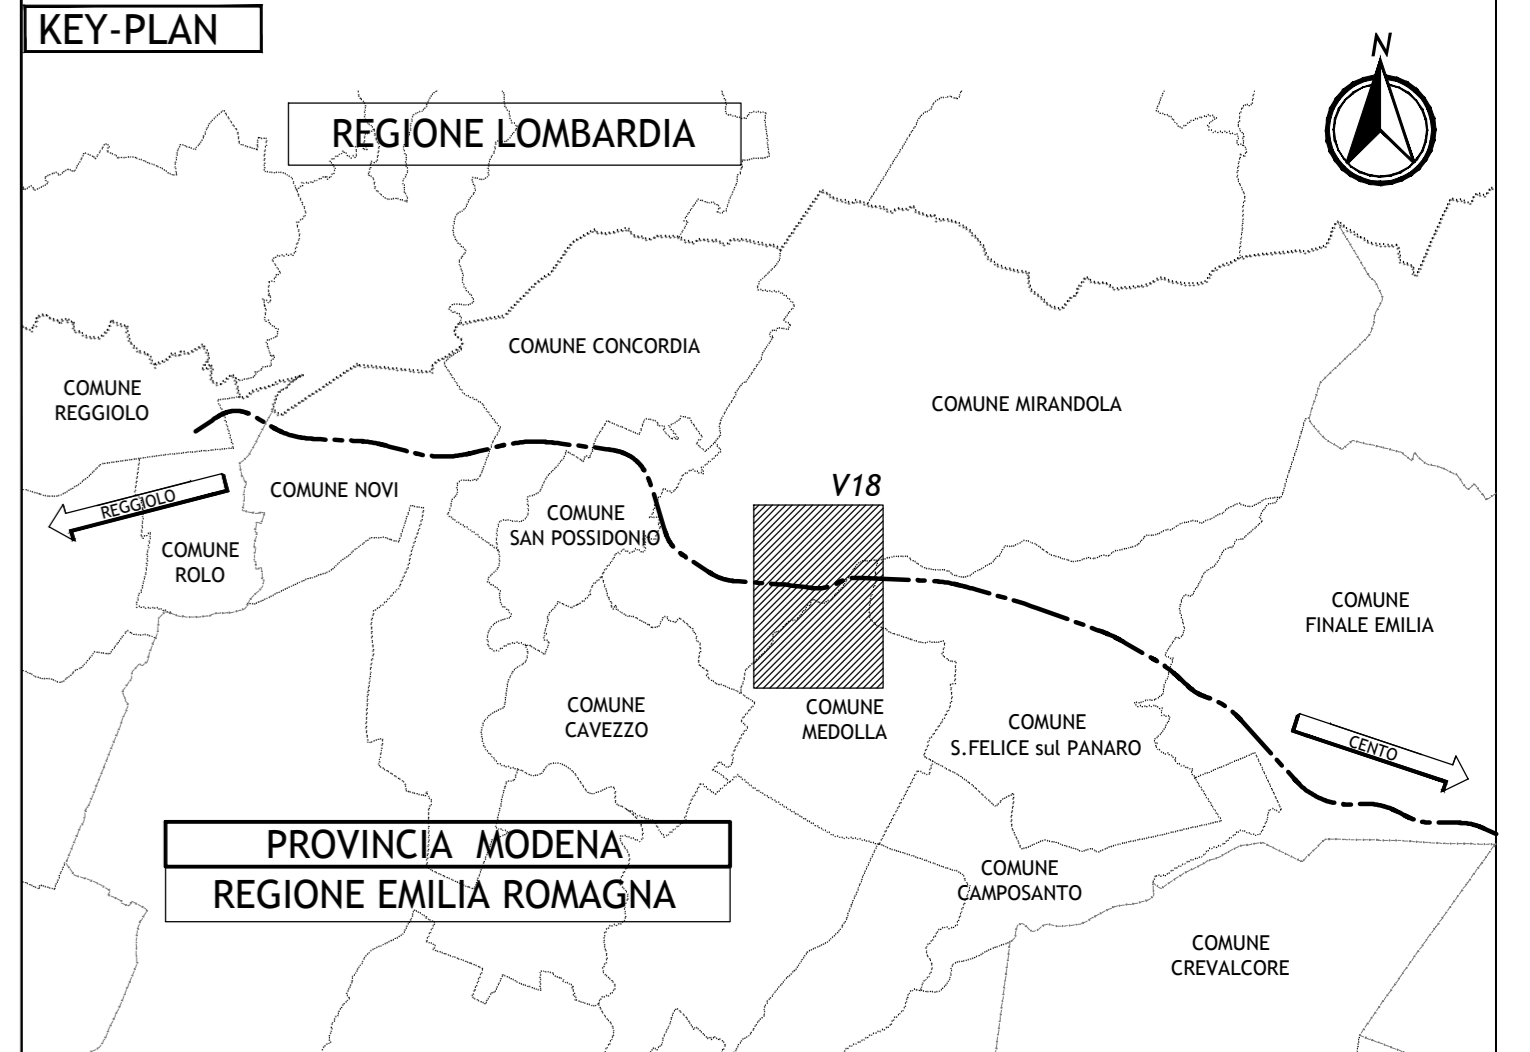 KEY-PLAN
N
REGIONE LOMBARDIA
COMUNE CONCORDIA
COMUNE
REGGIOLO
COMUNE MIRANDOLA
REGGIOLO
COMUNE NOVI
V18
COMUNE
SAN POSSIDONIO
COMUNE
ROLO
COMUNE
FINALE EMILIA
COMUNE
CAVEZZO
COMUNE
MEDOLLA
COMUNE
S.FELICE sul PANARO
CENTO
PROVINCIA MODENA
REGIONE EMILIA ROMAGNA
COMUNE
CAMPOSANTO
COMUNE
CREVALCORE